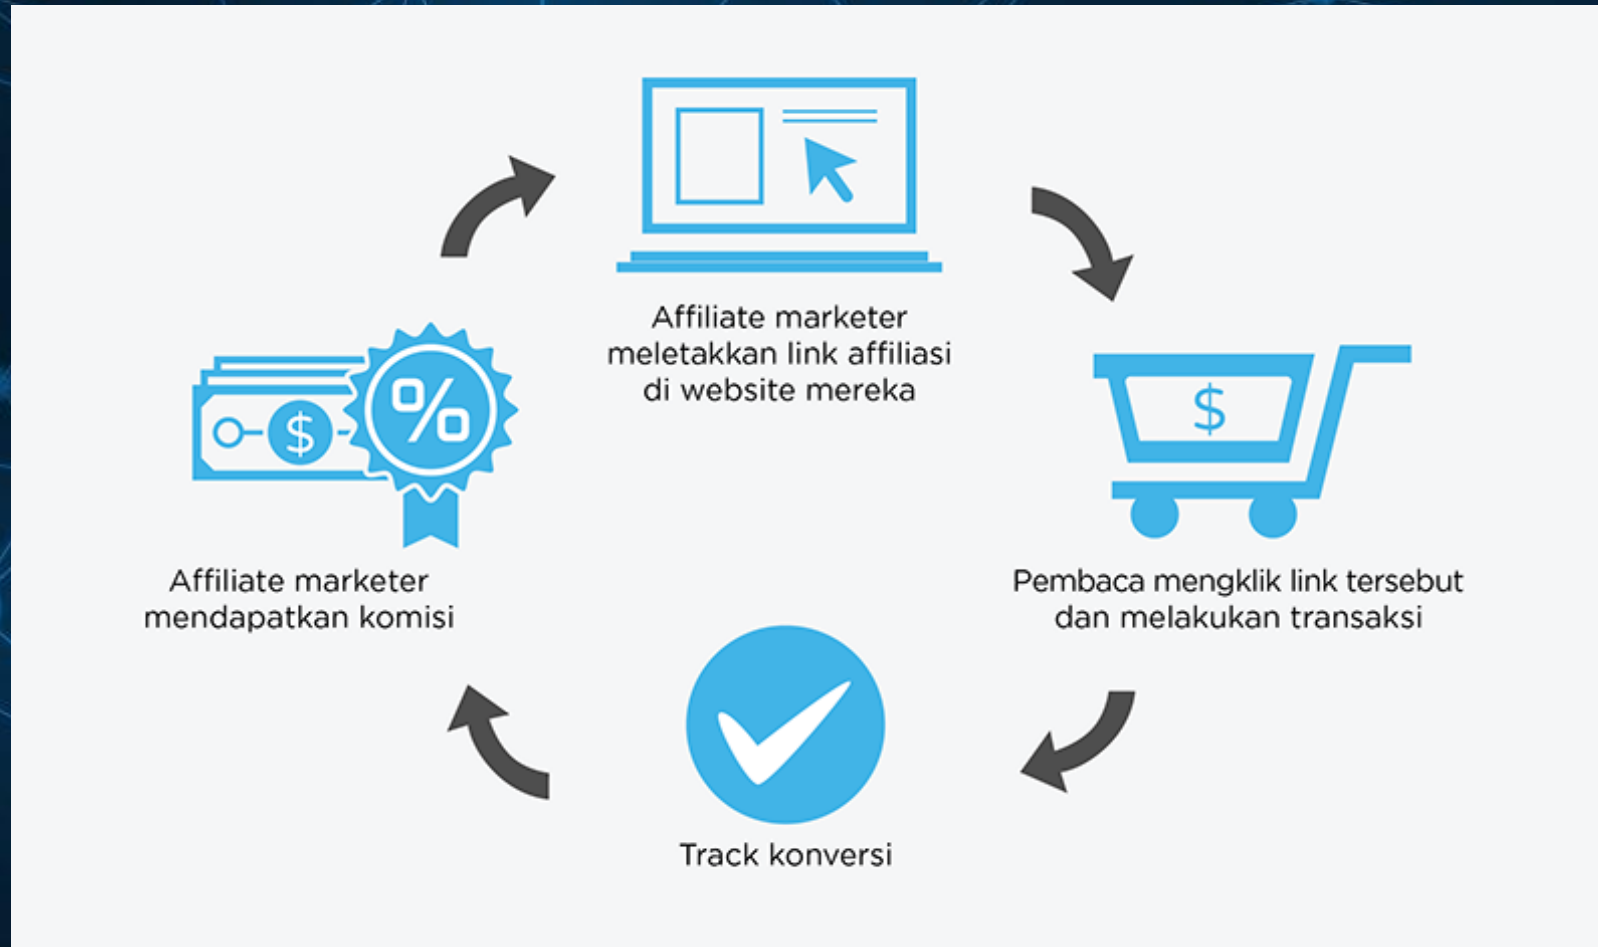 Affiliate marketer
meletakkan link affiliasi
di website mereka
$
%
$
Affiliate marketer
mendapatkan komisi
Pembaca mengklik link tersebut
dan melakukan transaksi
Track konversi